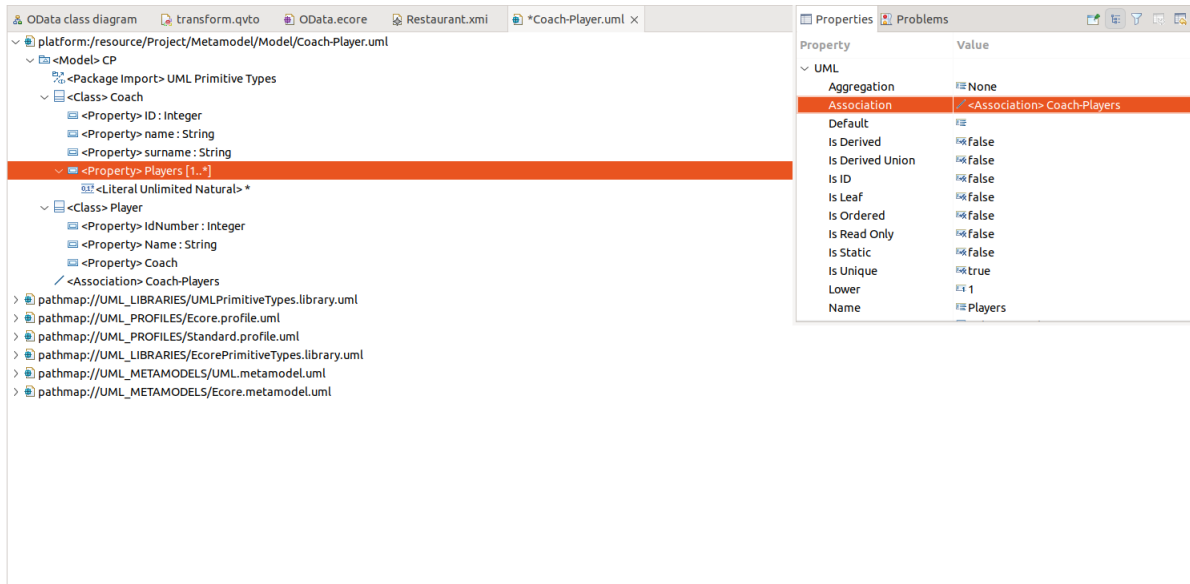 OData class diagram transform.qvto OData.ecore Restaurant.xmi *Coach-Player.uml
platform:/resource/Project/Metamodel/Model/Coach-Player.uml
<Model> CP
<Package Import> UML Primitive Types
<Class> Coach
<Property> ID : Integer
<Property> name : String
<Property> surname : String
<Property> Players [1..*]
<Literal Unlimited Natural> *
<Class> Player
<Property> IdNumber : Integer
<Property> Name : String
<Property> Coach
<Association> Coach-Players
pathmap://UML_LIBRARIES/UMLPrimitiveTypes.library.uml
pathmap://UML_PROFILES/Ecore.profile.uml
pathmap://UML_PROFILES/Standard.profile.uml
pathmap://UML_LIBRARIES/EcorePrimitiveTypes.library.uml
pathmap://UML_METAMODELS/UML.metamodel.uml
pathmap://UML_METAMODELS/Ecore.metamodel.uml
Properties Problems
Property Value
UML
Aggregation None
Association <Association> Coach-Players
Default
Is Derived false
Is Derived Union false
Is ID false
Is Leaf false
Is Ordered false
Is Read Only false
Is Static false
Is Unique true
Lower 1
Name Players